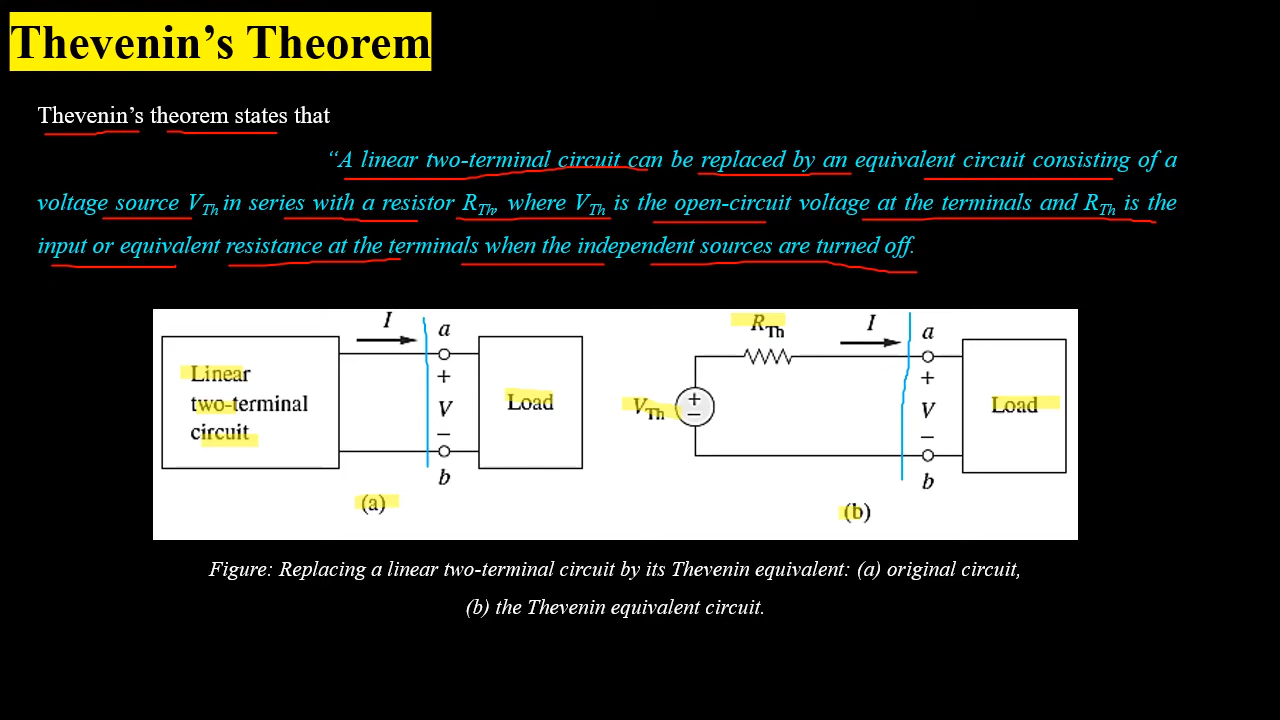 Thevenin’s Theorem
Thevenin’s theorem states that
“A linear two-terminal circuit can be replaced by an equivalent circuit consisting of a
voltage source VTh in series with a resistor RTh, where VTh is the open-circuit voltage at the terminals and RTh is the
input or equivalent resistance at the terminals when the independent sources are turned off.
Linear
two-terminal
circuit
I
a
+
V
−
b
Load
(a)
VTh
+
−
RTh
I
a
+
V
−
b
Load
(b)
Figure: Replacing a linear two-terminal circuit by its Thevenin equivalent: (a) original circuit,
(b) the Thevenin equivalent circuit.